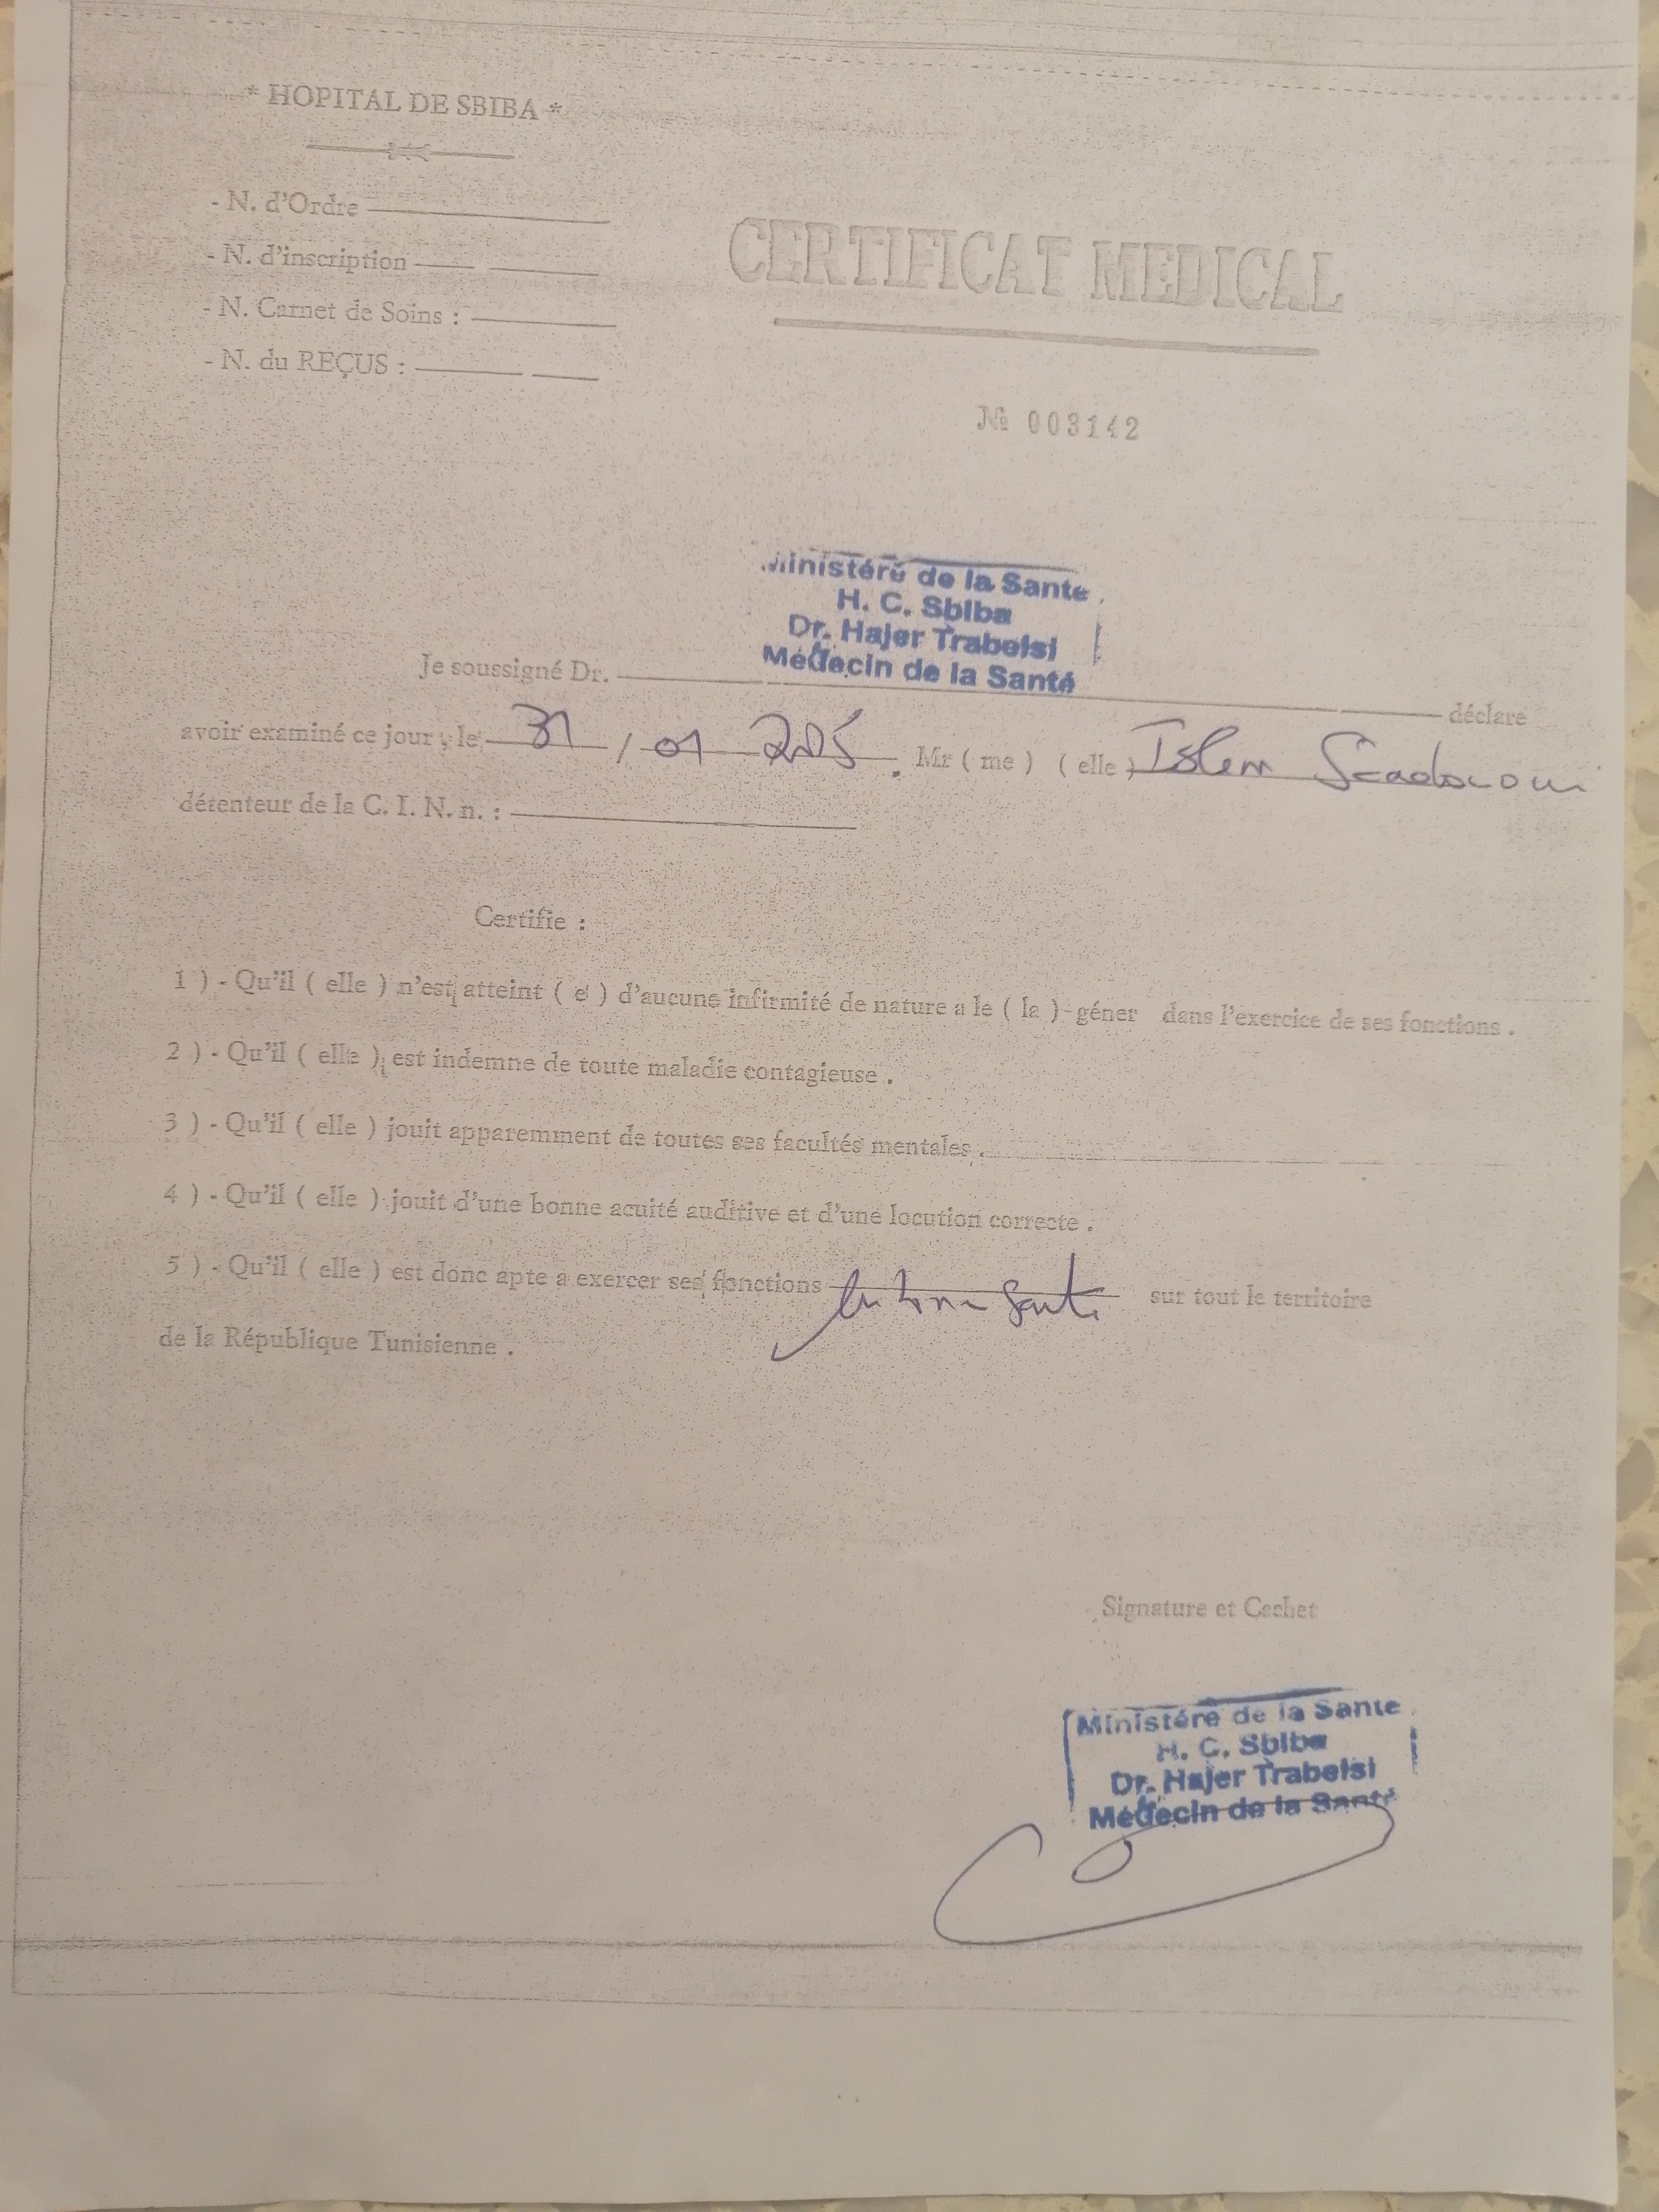 * HOPITAL DE SBIBA *
- N. d'Ordre
- N. d'inscription
- N. Carnet de Soins :
- N. du REÇUS :
CERTIFICAT MEDICAL
№ 003142
Ministére de la Sante
H. C. Sbiba
Dr. Hajer Trabelsi
Médecin de la Santé
Je soussigné Dr. déclare
avoir examiné ce jour, le 31 / 01 2025. Mr ( me ) ( elle ) Islem
détenteur de la C. I. N. n. :
Certifie :
1 ) - Qu'il ( elle ) n'est atteint ( e ) d'aucune infirmité de nature a le ( la ) géner dans l'exercice de ses fonctions .
2 ) - Qu'il ( elle ) est indemne de toute maladie contagieuse .
3 ) - Qu'il ( elle ) jouit apparemment de toutes ses facultés mentales .
4 ) - Qu'il ( elle ) jouit d'une bonne acuité auditive et d'une locution correcte .
5 ) - Qu'il ( elle ) est donc apte a exercer ses fonctions sur tout le territoire
de la République Tunisienne .
Signature et Cachet
Ministére de la Sante
H. C. Sbiba
Dr. Hajer Trabelsi
Médecin de la Santé